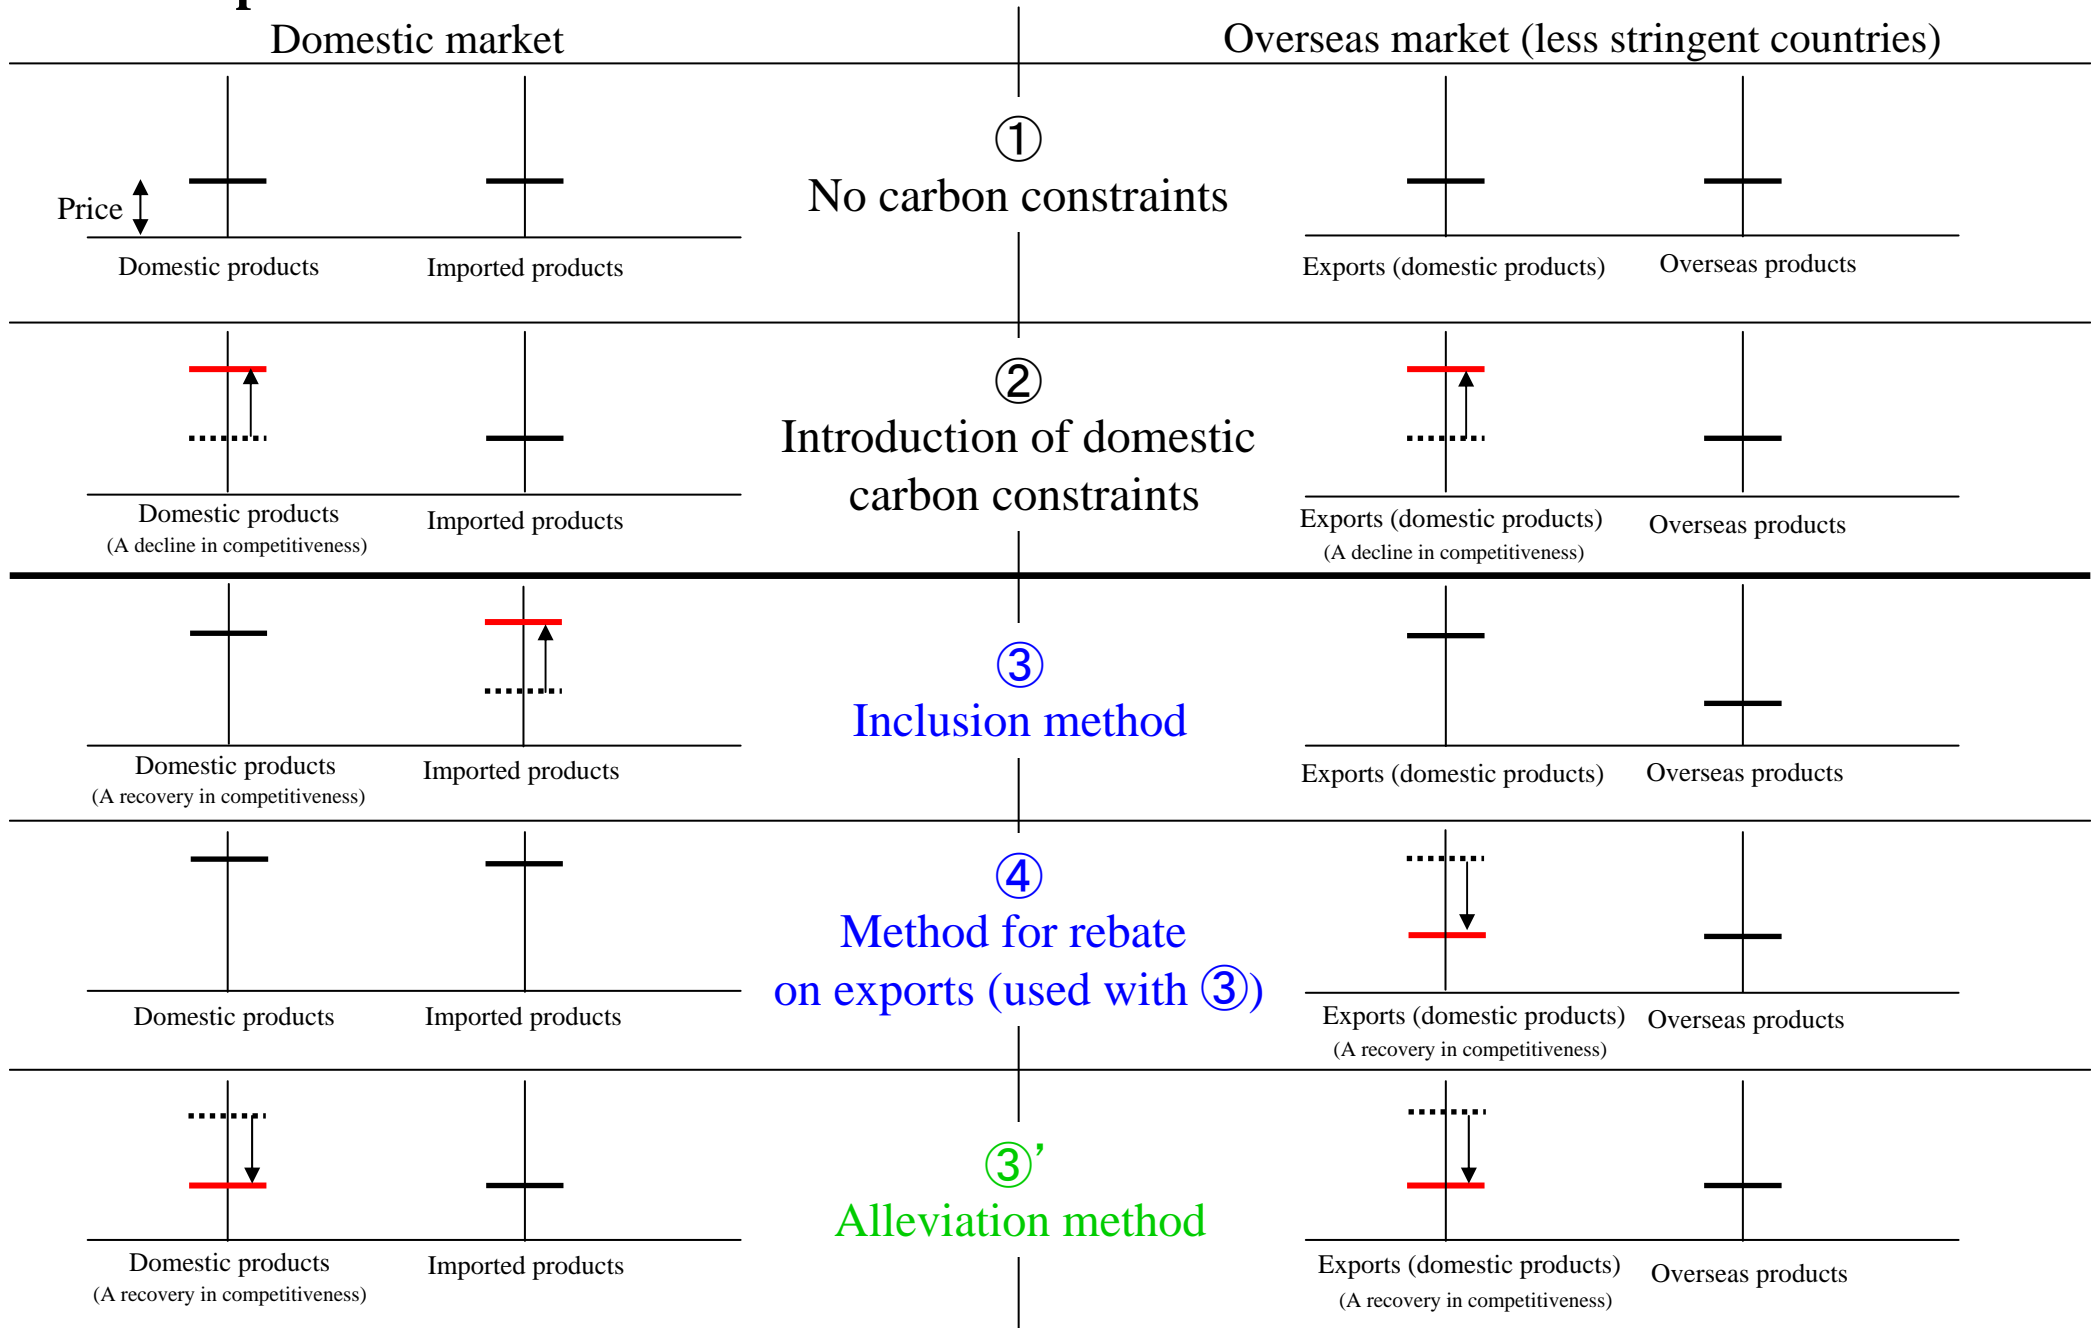 Domestic market
Overseas market (less stringent countries)
Price
Domestic products
Imported products
①
No carbon constraints
Exports (domestic products)
Overseas products
Domestic products
(A decline in competitiveness)
Imported products
②
Introduction of domestic
carbon constraints
Exports (domestic products)
(A decline in competitiveness)
Overseas products
Domestic products
(A recovery in competitiveness)
Imported products
③
Inclusion method
Exports (domestic products)
Overseas products
Domestic products
Imported products
④
Method for rebate
on exports (used with ③)
Exports (domestic products)
(A recovery in competitiveness)
Overseas products
Domestic products
(A recovery in competitiveness)
Imported products
③’
Alleviation method
Exports (domestic products)
(A recovery in competitiveness)
Overseas products